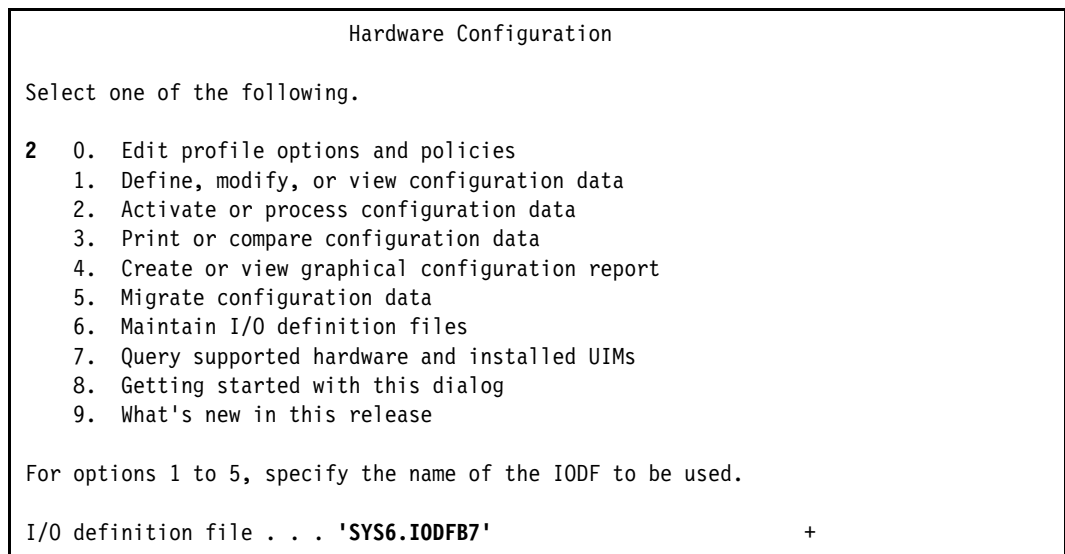 Hardware Configuration
Select one of the following.
2 0. Edit profile options and policies
1. Define, modify, or view configuration data
2. Activate or process configuration data
3. Print or compare configuration data
4. Create or view graphical configuration report
5. Migrate configuration data
6. Maintain I/O definition files
7. Query supported hardware and installed UIMs
8. Getting started with this dialog
9. What's new in this release
For options 1 to 5, specify the name of the IODF to be used.
I/O definition file . . . 'SYS6.IODFB7' +